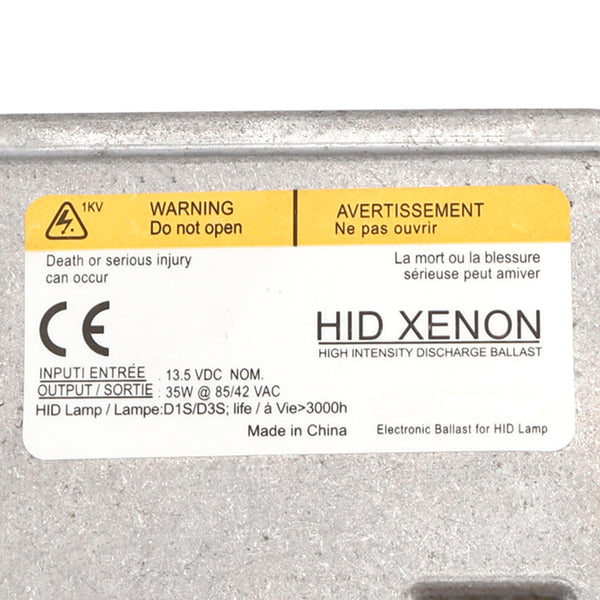 1KV
WARNING
Do not open
AVERTISSEMENT
Ne pas ouvrir
Death or serious injury
can occur
La mort ou la blessure
sérieuse peut amiver
CE
HID XENON
HIGH INTENSITY DISCHARGE BALLAST
INPUTI ENTRÉE : 13.5 VDC NOM.
OUTPUT / SORTIE : 35W @ 85/42 VAC
HID Lamp / Lampe:D1S/D3S; life / á Vie>3000h
Made in China
Electronic Ballast for HID Lamp